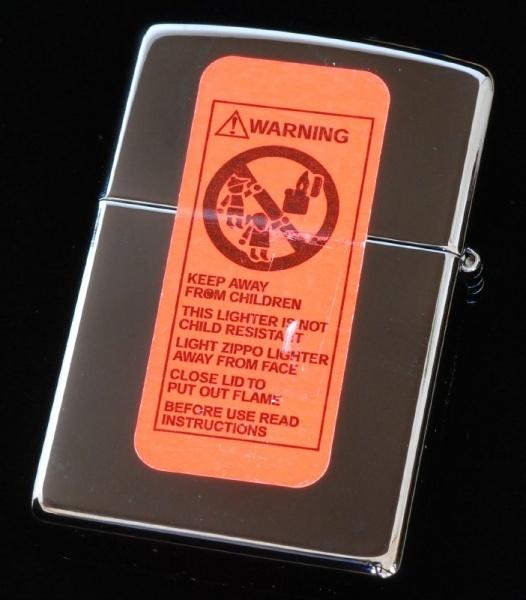 WARNING
KEEP AWAY
FROM CHILDREN
THIS LIGHTER IS NOT
CHILD RESISTANT
LIGHT ZIPPO LIGHTER
AWAY FROM FACE
CLOSE LID TO
PUT OUT FLAME
BEFORE USE READ
INSTRUCTIONS